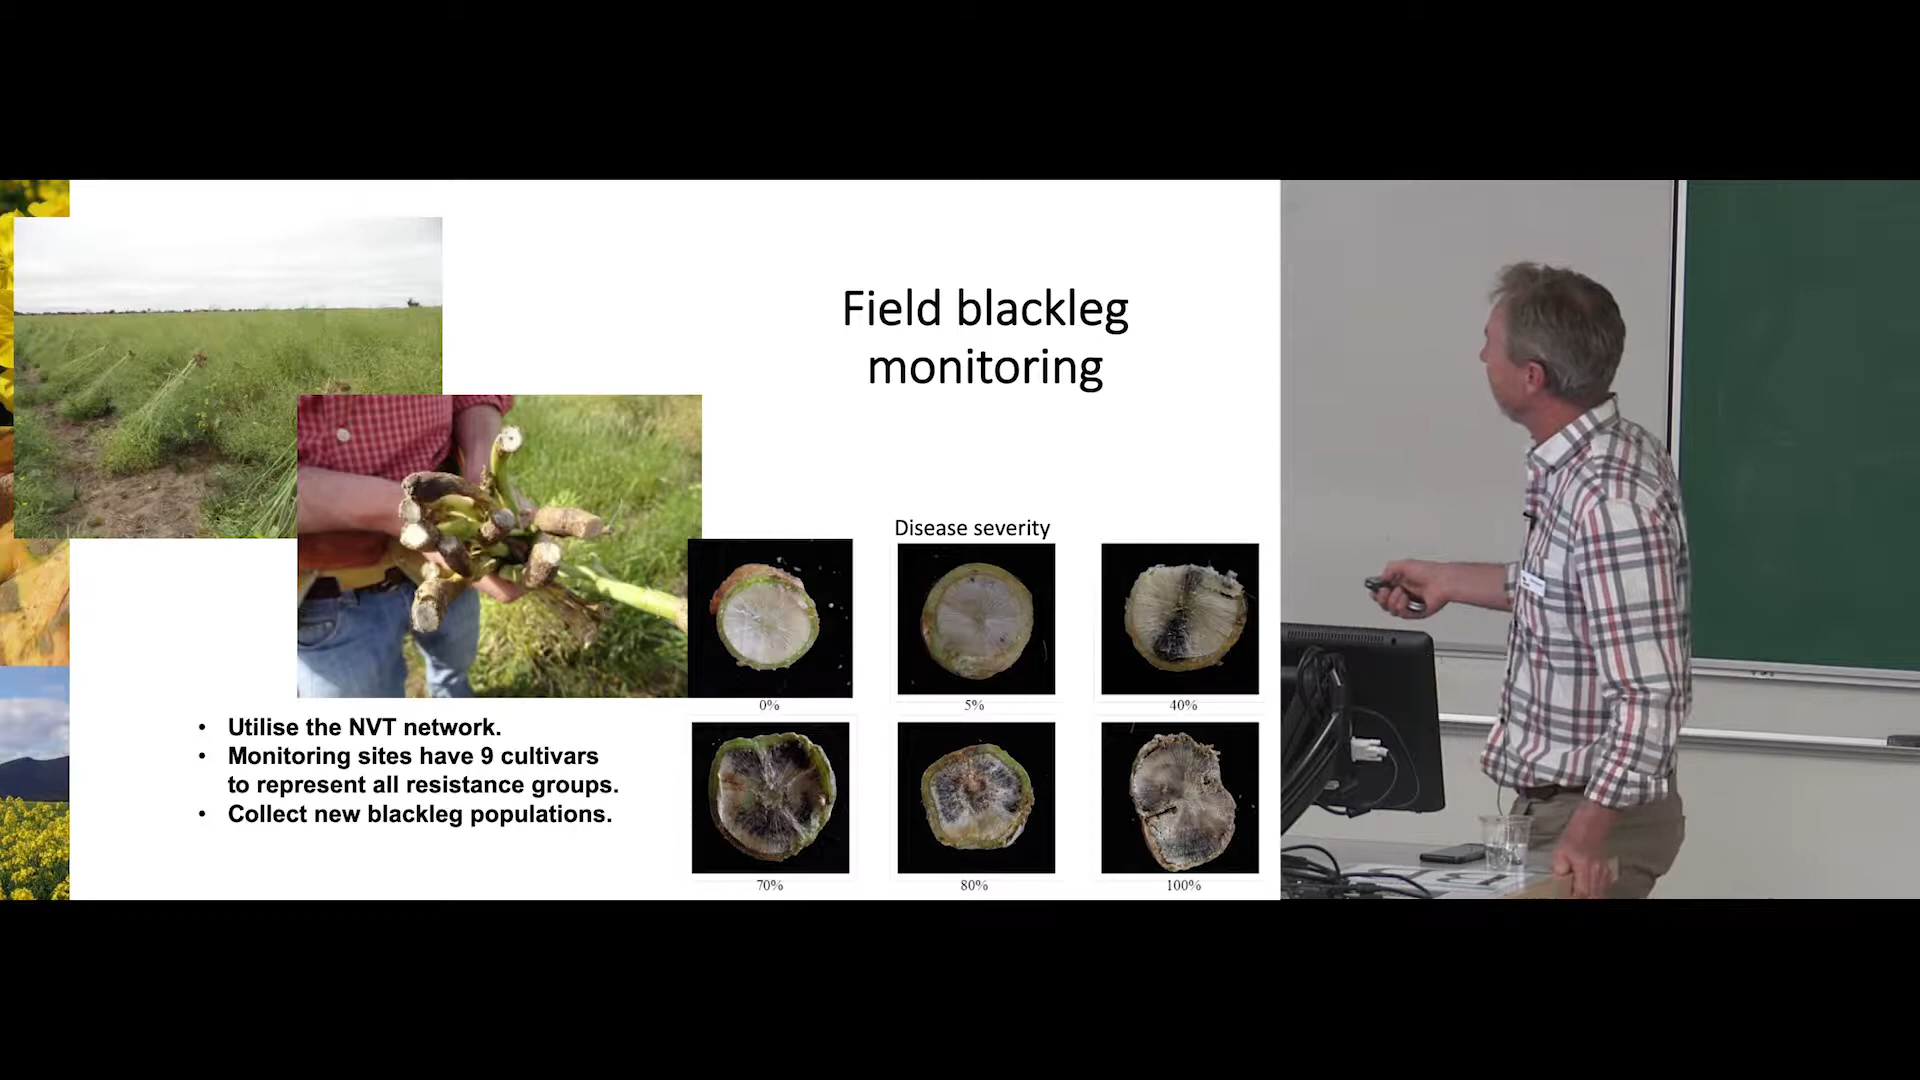 Field blackleg
monitoring
Disease severity
0%
5%
40%
70%
80%
100%
• Utilise the NVT network.
• Monitoring sites have 9 cultivars
to represent all resistance groups.
• Collect new blackleg populations.